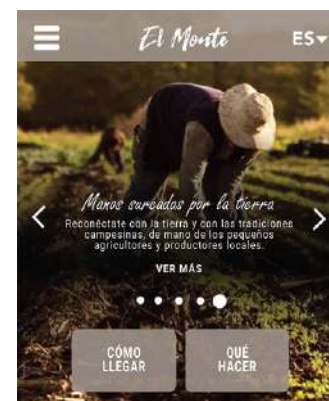 El Monte
ES
Manos surcadas por la tierra
Reconéctate con la tierra y con las tradiciones
campesinas, de mano de los pequeños
agricultores y productores locales.
VER MÁS
CÓMO
LLEGAR
QUÉ
HACER